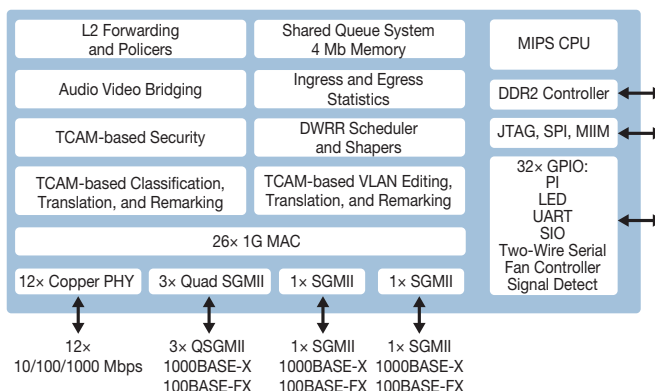 L2 Forwarding
and Policers
Shared Queue System
4 Mb Memory
MIPS CPU
Audio Video Bridging
Ingress and Egress
Statistics
DDR2 Controller
TCAM-based Security
DWRR Scheduler
and Shapers
JTAG, SPI, MIIM
TCAM-based Classification,
Translation, and Remarking
TCAM-based VLAN Editing,
Translation, and Remarking
32× GPIO:
PI
LED
UART
SIO
Two-Wire Serial
Fan Controller
Signal Detect
26× 1G MAC
12× Copper PHY
3× Quad SGMII
1× SGMII
1× SGMII
12×
10/100/1000 Mbps
3× QSGMII
1000BASE-X
100BASE-FX
1× SGMII
1000BASE-X
100BASE-FX
1× SGMII
1000BASE-X
100BASE-FX